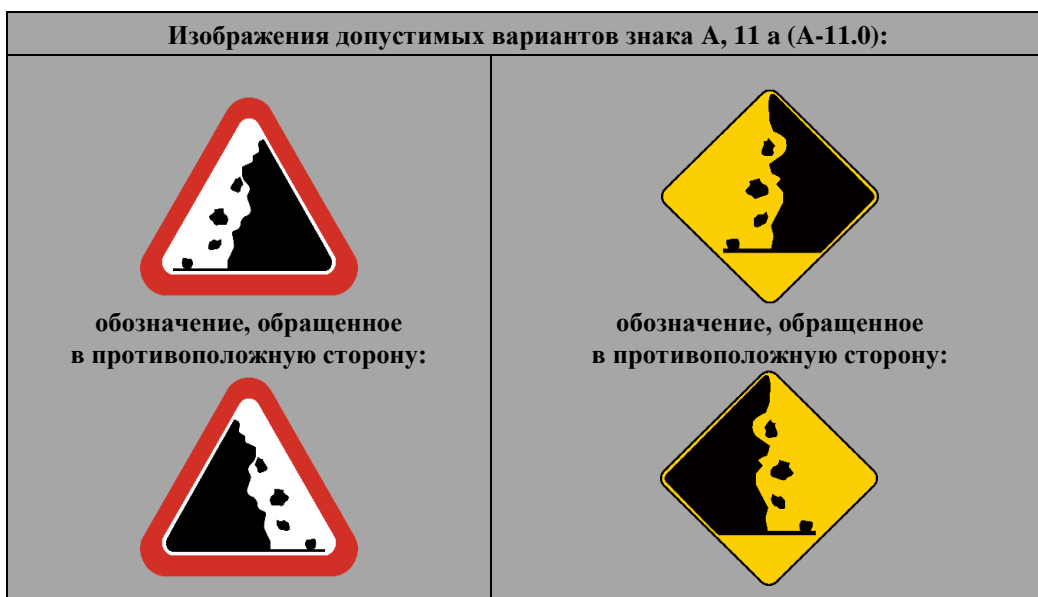 Изображения допустимых вариантов знака A, 11 a (A-11.0):
обозначение, обращенное
в противоположную сторону:
обозначение, обращенное
в противоположную сторону: